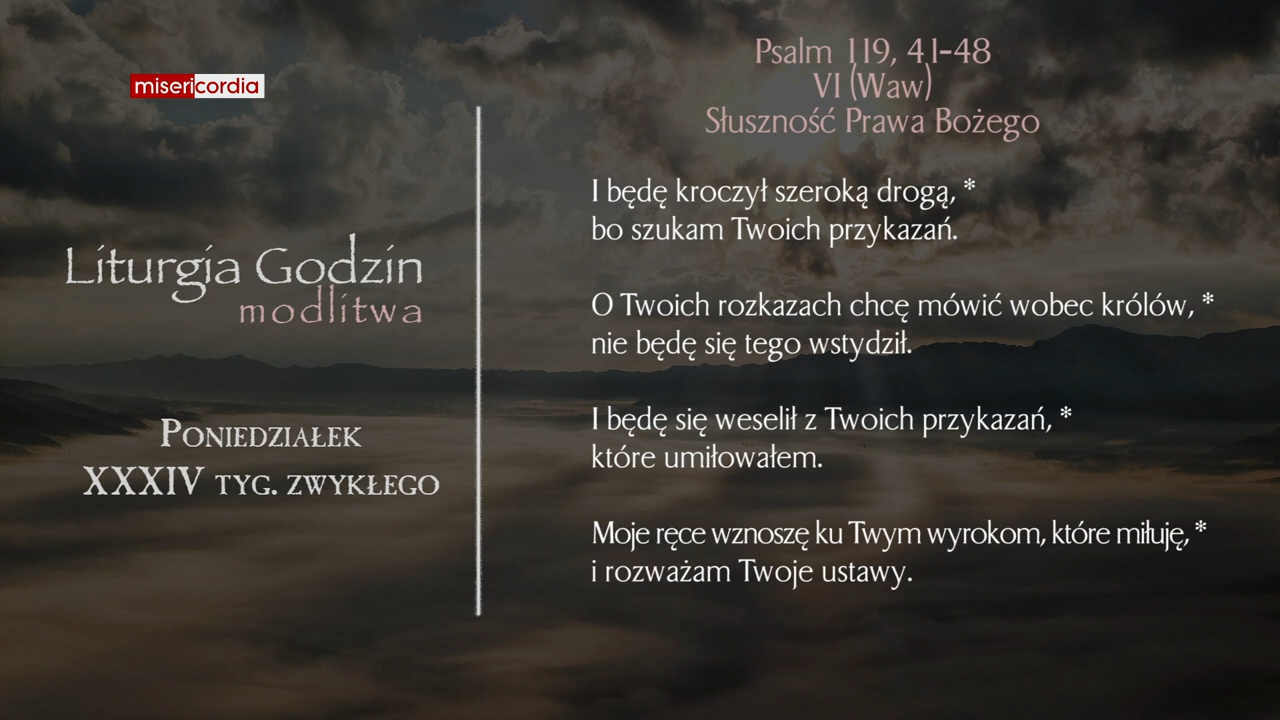 misericordia
Liturgia Godzin
modlitwa
Poniedziałek
XXXIV tyg. zwykłego
Psalm 119, 41-48
VI (Waw)
Słuszność Prawa Bożego
I będę kroczył szeroką drogą, *
bo szukam Twoich przykazań.
O Twoich rozkazach chcę mówić wobec królów, *
nie będę się tego wstydził.
I będę się weselił z Twoich przykazań, *
które umiłowałem.
Moje ręce wznoszę ku Twym wyrokom, które miłuję, *
i rozważam Twoje ustawy.